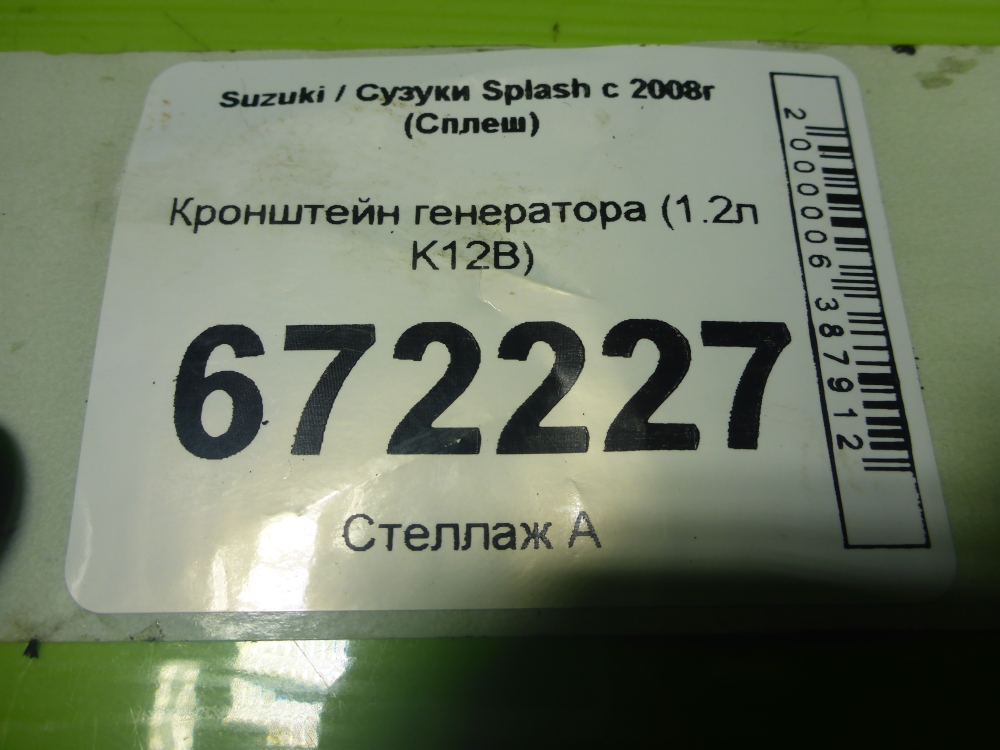 Suzuki / Сузуки Splash с 2008г
(Сплеш)
Кронштейн генератора (1.2л
K12B)
672227
Стеллаж А
2000006387912